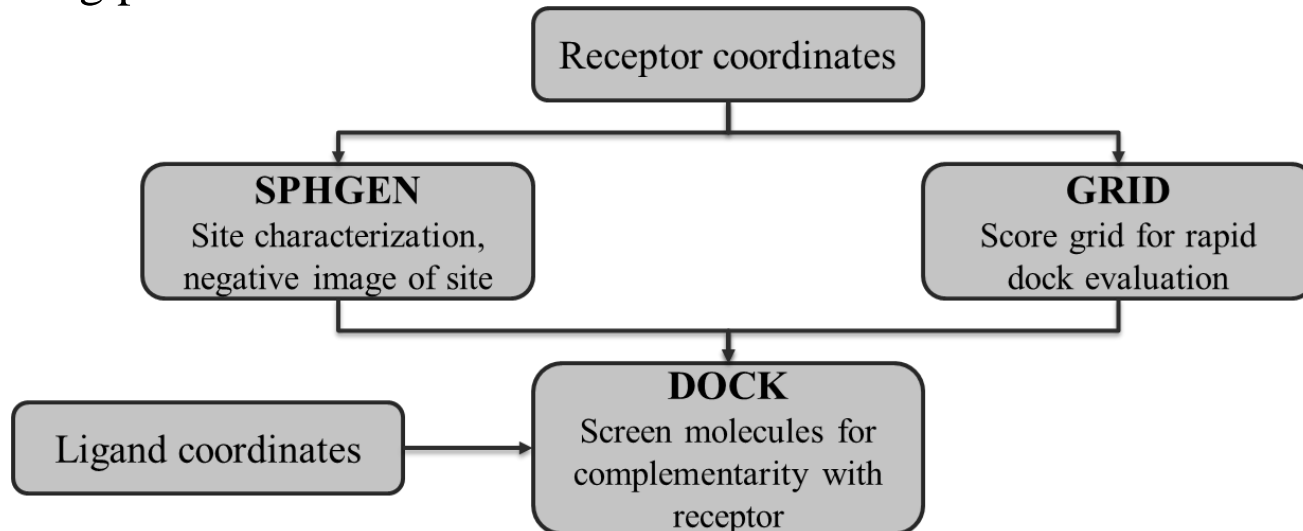 Receptor coordinates
SPHGEN
Site characterization,
negative image of site
GRID
Score grid for rapid
dock evaluation
DOCK
Screen molecules for
complementarity with
receptor
Ligand coordinates